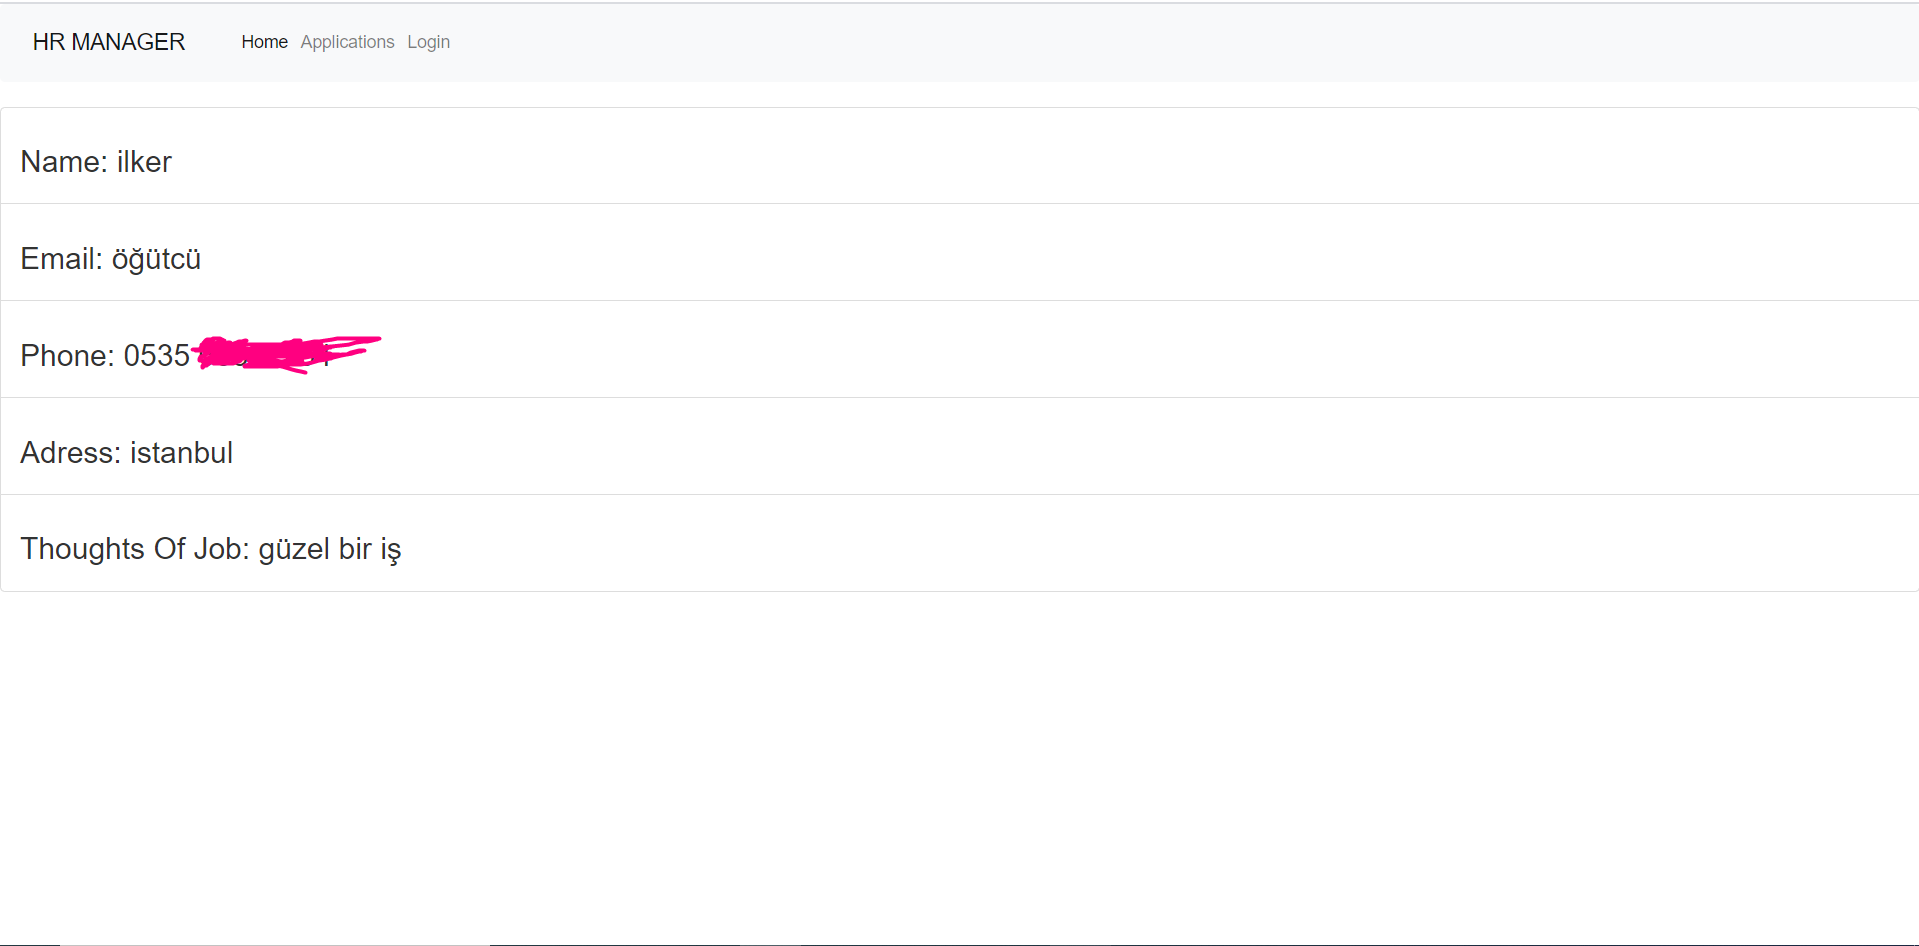 HR MANAGER Home Applications Login
Name: ilker
Email: öğütcü
Phone: 0535
Adress: istanbul
Thoughts Of Job: güzel bir iş